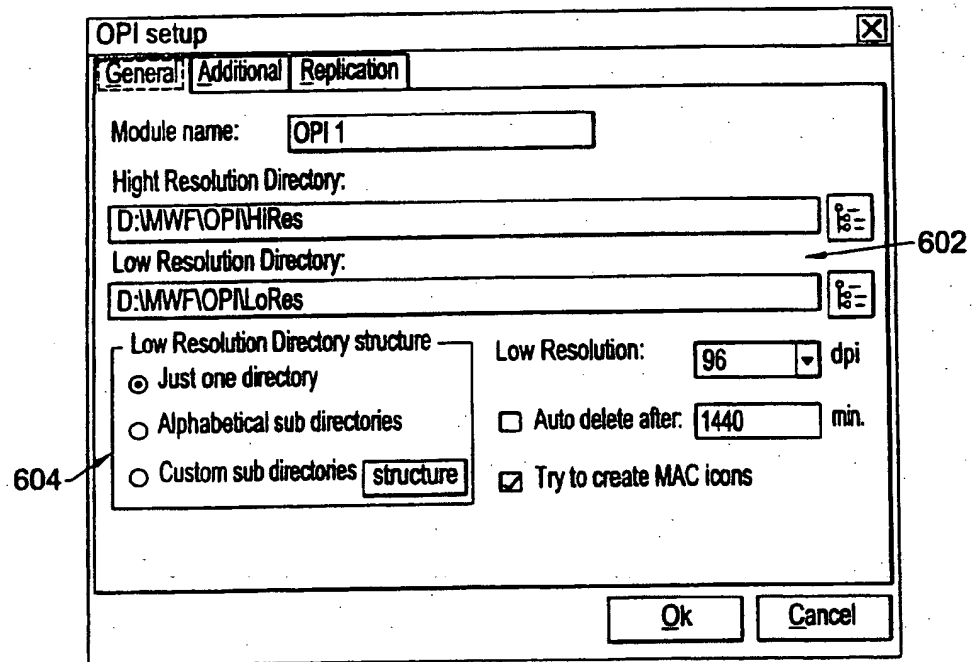 OPI setup
General Additional Replication
Module name: OPI 1
Hight Resolution Directory:
D:\MWF\OPI\HiRes
602
Low Resolution Directory:
D:\MWF\OPI\LoRes
Low Resolution Directory structure
Low Resolution: 96 dpi
Just one directory
Alphabetical sub directories
Auto delete after: 1440 min.
604
Custom sub directories structure
Try to create MAC icons
Ok Cancel